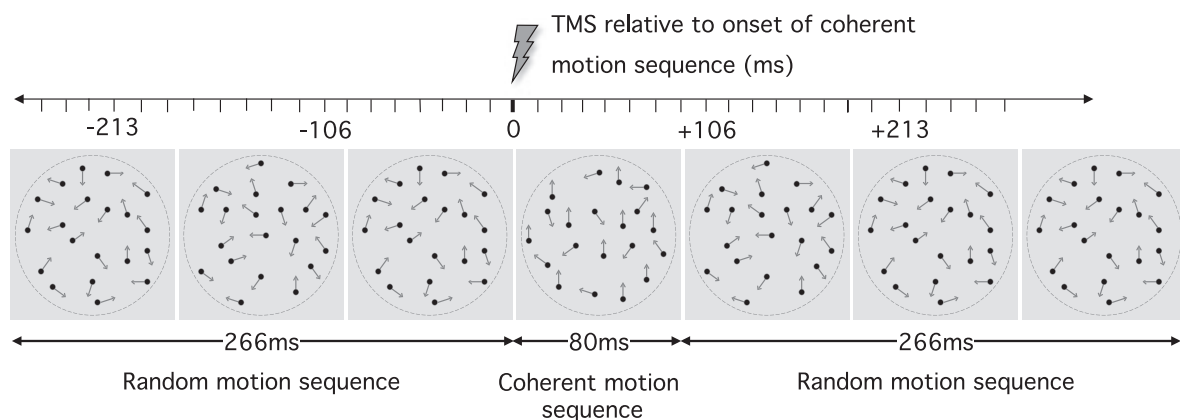 TMS relative to onset of coherent
motion sequence (ms)
-213 -106 0 +106 +213
266ms 80ms 266ms
Random motion sequence Coherent motion Random motion sequence
sequence